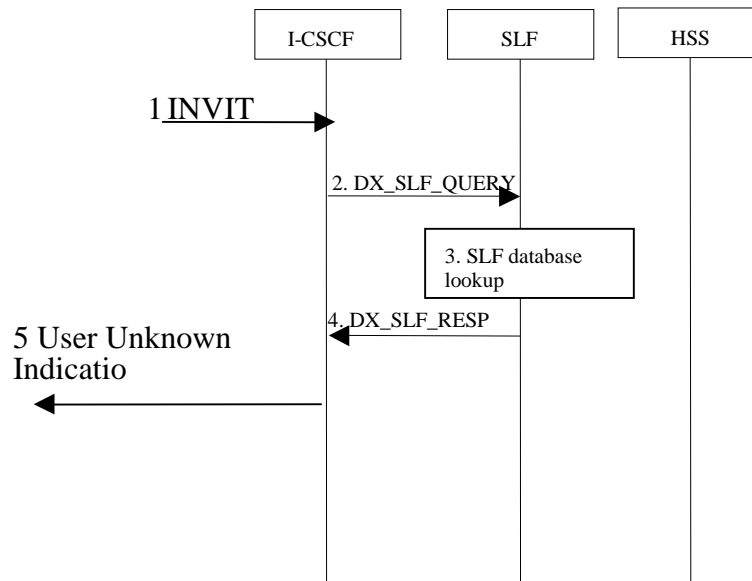 I-CSCF
SLF
HSS
1 INVIT
2. DX_SLF_QUERY
3. SLF database
lookup
4. DX_SLF_RESP
5 User Unknown
Indicatio